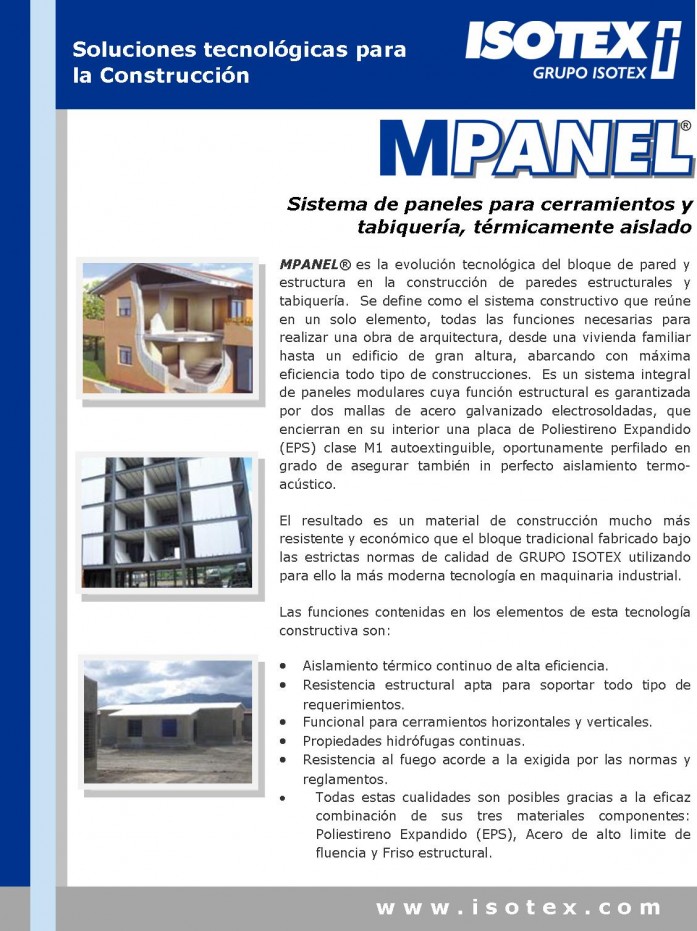 Soluciones tecnológicas para
la Construcción
ISOTEX
GRUPO ISOTEX
MPANEL®
Sistema de paneles para cerramientos y
tabiquería, térmicamente aislado
MPANEL® es la evolución tecnológica del bloque de pared y
estructura en la construcción de paredes estructurales y
tabiquería. Se define como el sistema constructivo que reúne
en un solo elemento, todas las funciones necesarias para
realizar una obra de arquitectura, desde una vivienda familiar
hasta un edificio de gran altura, abarcando con máxima
eficiencia todo tipo de construcciones. Es un sistema integral
de paneles modulares cuya función estructural es garantizada
por dos mallas de acero galvanizado electrosoldadas, que
encierran en su interior una placa de Poliestireno Expandido
(EPS) clase M1 autoextinguible, oportunamente perfilado en
grado de asegurar también in perfecto aislamiento termo-
acústico.
El resultado es un material de construcción mucho más
resistente y económico que el bloque tradicional fabricado bajo
las estrictas normas de calidad de GRUPO ISOTEX utilizando
para ello la más moderna tecnología en maquinaria industrial.
Las funciones contenidas en los elementos de esta tecnología
constructiva son:
• Aislamiento térmico continuo de alta eficiencia.
• Resistencia estructural apta para soportar todo tipo de
requerimientos.
• Funcional para cerramientos horizontales y verticales.
• Propiedades hidrófugas continuas.
• Resistencia al fuego acorde a la exigida por las normas y
reglamentos.
• Todas estas cualidades son posibles gracias a la eficaz
combinación de sus tres materiales componentes:
Poliestireno Expandido (EPS), Acero de alto limite de
fluencia y Friso estructural.
www.isotex.com